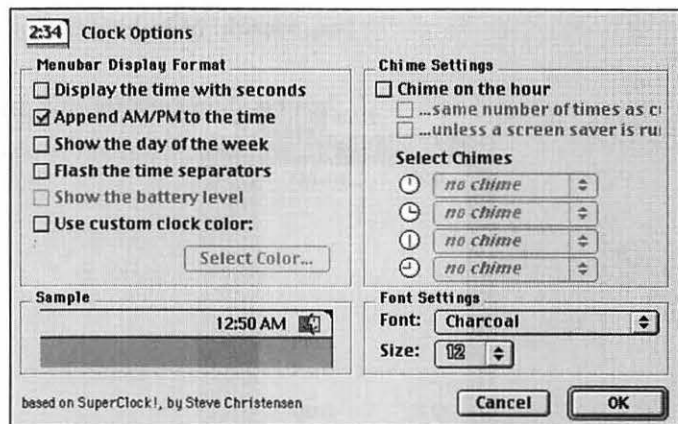 2:34 Clock Options
Menubar Display Format
Display the time with seconds
Append AM/PM to the time
Show the day of the week
Flash the time separators
Show the battery level
Use custom clock color:
Select Color...
Chime Settings
Chime on the hour
...same number of times as
...unless a screen saver is
Select Chimes
no chime
no chime
no chime
no chime
Sample
12:50 AM
Font Settings
Font: Charcoal
Size: 12
based on SuperClock!, by Steve Christensen
Cancel OK